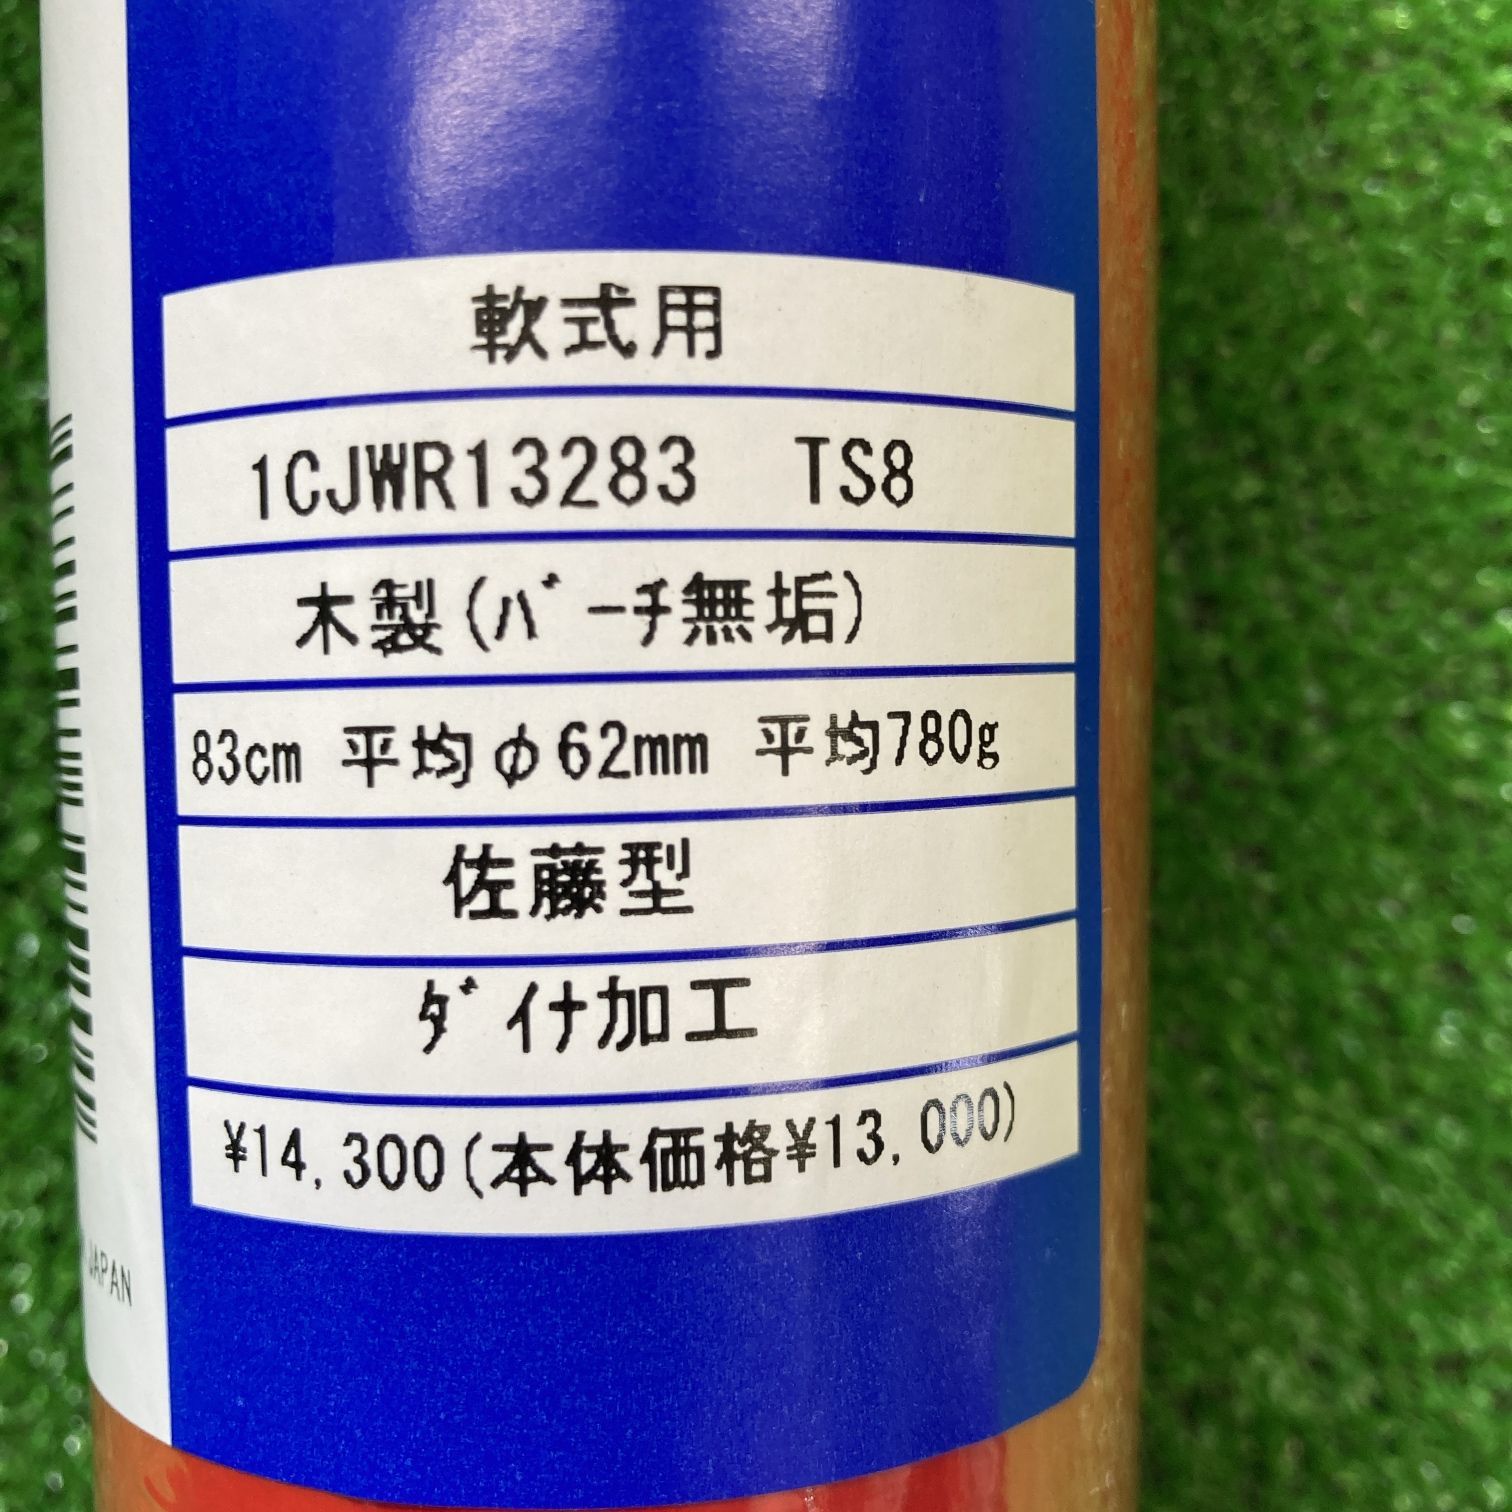 軟式用
1CJWR13283 TS8
木製(ﾊﾞｰﾁ無垢)
83cm 平均φ62mm 平均780g
佐藤型
ﾀﾞｲﾅ加工
¥14,300(本体価格¥13,000)
JAPAN